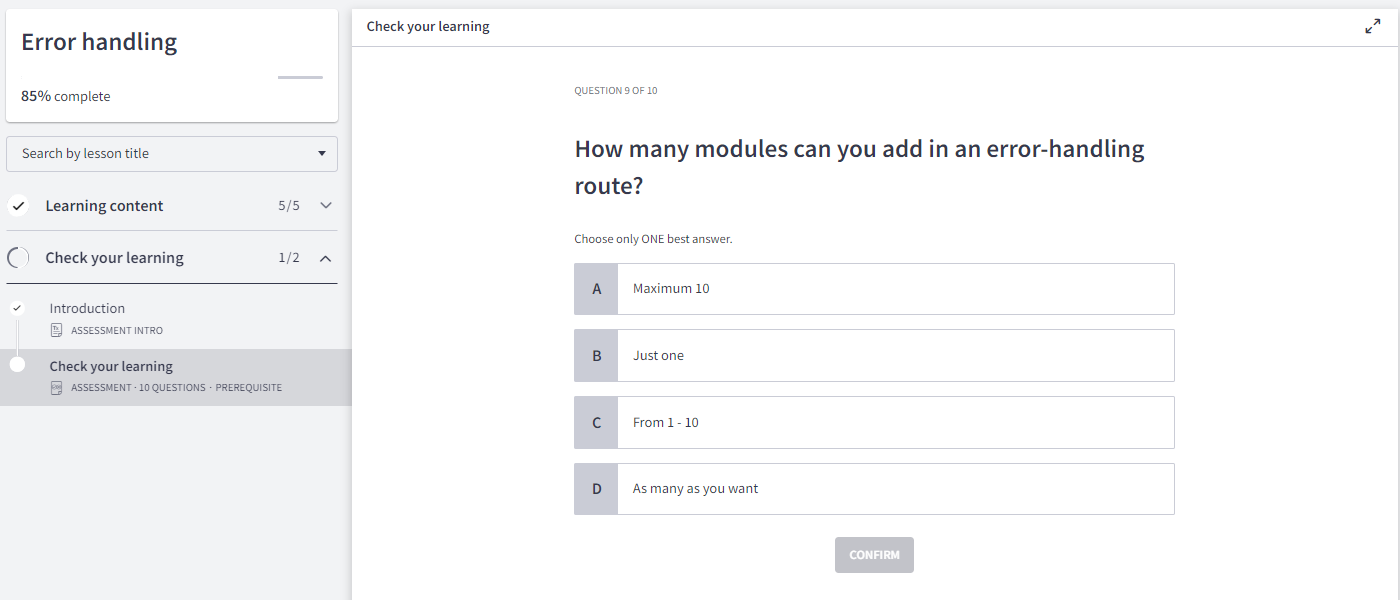 Error handling
85% complete
Search by lesson title
Learning content 5/5
Check your learning 1/2
Introduction
ASSESSMENT INTRO
Check your learning
ASSESSMENT · 10 QUESTIONS · PREREQUISITE
Check your learning
QUESTION 9 OF 10
How many modules can you add in an error-handling
route?
Choose only ONE best answer.
A Maximum 10
B Just one
C From 1 - 10
D As many as you want
CONFIRM